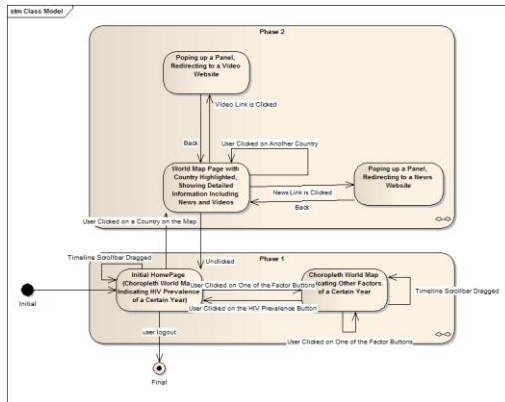 stm Class Model
Phase 2
Poping up a Panel,
Redirecting to a Video
Website
Video Link is Clicked
Back
User Clicked on Another Country
World Map Page with
Country Highlighted,
Showing Detailed
Information Including
News and Videos
Poping up a Panel,
Redirecting to a News
Website
News Link is Clicked
Back
User Clicked on a Country on the Map
Unclicked
Phase 1
Timeline Scrollbar Dragged
Initial HomePage
(Choropleth World Ma
indicating HIV Prevalence
of a Certain Year)
User Clicked on One of the Factor Buttons
User Clicked on the HIV Prevalence Button
Choropleth World Map
icating Other Factors
of a Certain Year
Timeline Scrollbar Dragged
User Clicked on One of the Factor Buttons
Initial
user logout
Final